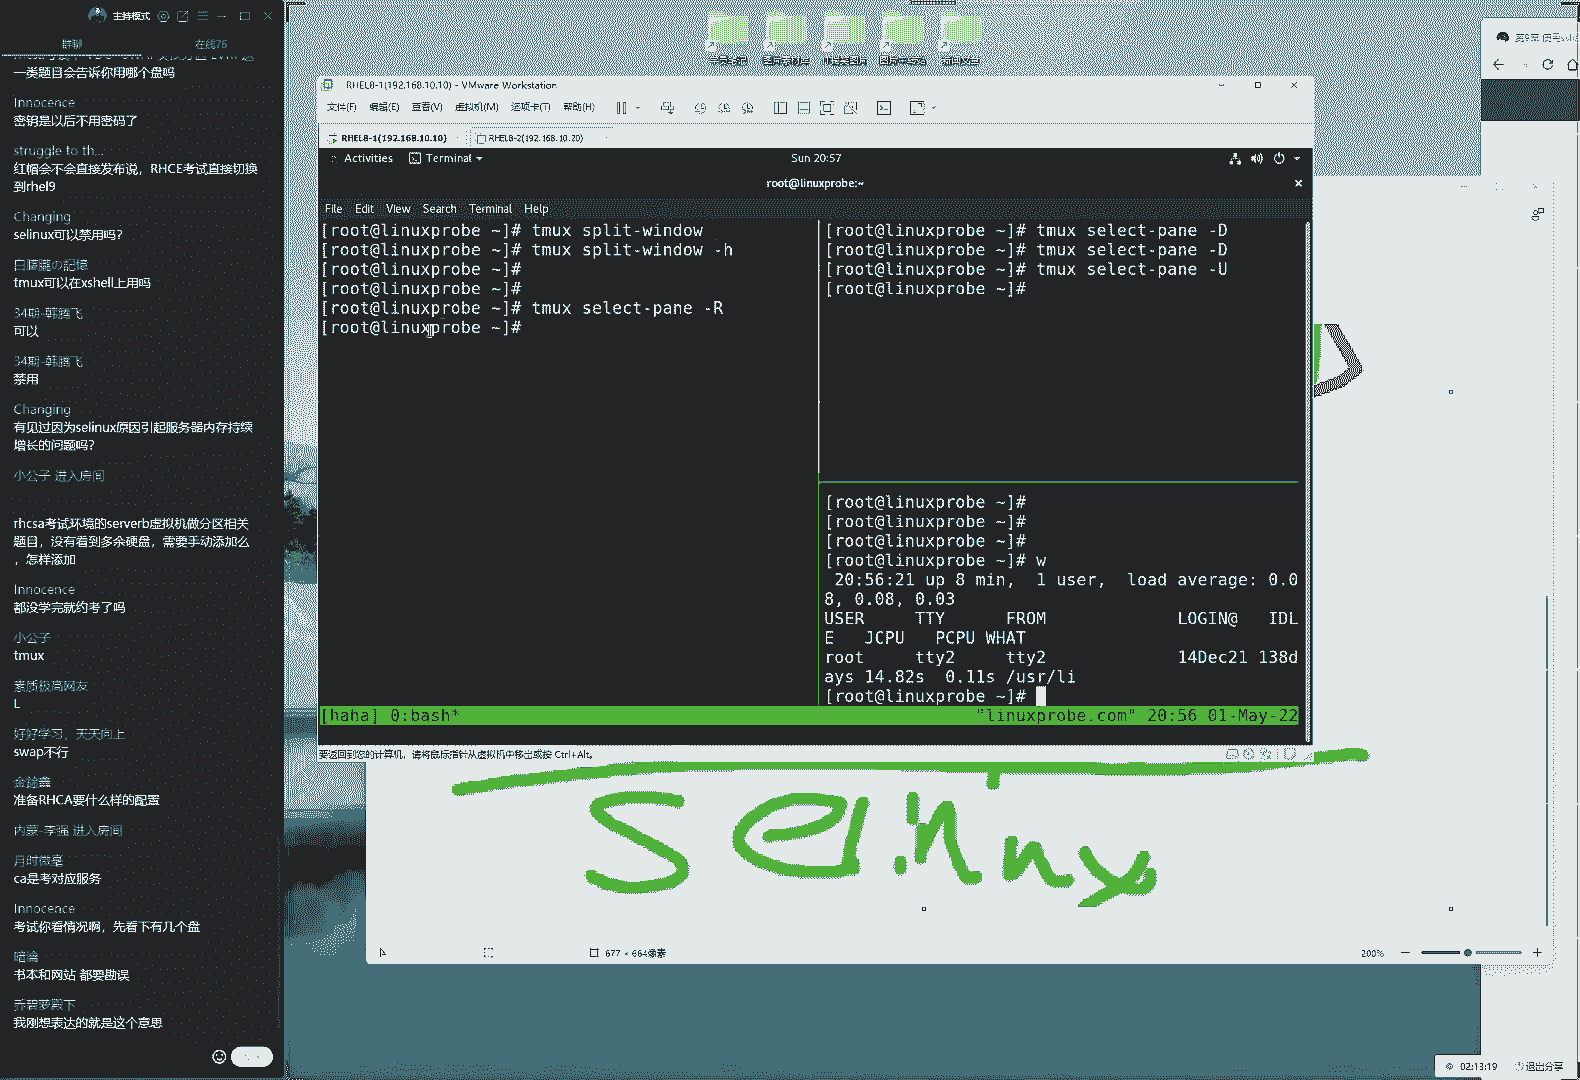 主持模式
群聊
在线75
一类题目会告诉你用哪个盘吗
Innocence
密钥是以后不用密码了
struggle to th...
红帽会不会直接发布说，RHCE考试直接切换
到rhel9
Changing
selinux可以禁用吗?
tmux可以在xshell上用吗
34期-韩腾飞
可以
34期-韩腾飞
禁用
Changing
有见过因为selinux原因引起服务器内存持续
增长的问题吗?
小公子 进入房间
rhcsa考试环境的serverb虚拟机做分区相关
题目，没有看到多余硬盘，需要手动添加么
，怎样添加
Innocence
都没学完就约考了吗
小公子
tmux
素质极高网友
L
好好学习，天天向上
swap不行
准备RHCA要什么样的配置
内蒙-李强 进入房间
ca是考对应服务
Innocence
考试你看情况啊，先看下有几个盘
书本和网站 都要勘误
乔碧萝殿下
我刚想表达的就是这个意思
RHEL8-1(192.168.10.10) - VMware Workstation
文件(F) 编辑(E) 查看(V) 虚拟机(M) 选项卡(T) 帮助(H)
RHEL8-1(192.168.10.10)
RHEL8-2(192.168.10.20)
Activities
Terminal
Sun 20:57
root@linuxprobe:~
File Edit View Search Terminal Help
[root@linuxprobe ~]# tmux split-window
[root@linuxprobe ~]# tmux split-window -h
[root@linuxprobe ~]#
[root@linuxprobe ~]#
[root@linuxprobe ~]# tmux select-pane -R
[root@linuxprobe ~]#
[root@linuxprobe ~]# tmux select-pane -D
[root@linuxprobe ~]# tmux select-pane -D
[root@linuxprobe ~]# tmux select-pane -U
[root@linuxprobe ~]#
[root@linuxprobe ~]#
[root@linuxprobe ~]#
[root@linuxprobe ~]#
[root@linuxprobe ~]# w
20:56:21 up 8 min, 1 user, load average: 0.0
8, 0.08, 0.03
USER TTY FROM LOGIN@ IDL
E JCPU PCPU WHAT
root tty2 tty2 14Dec21 138d
ays 14.82s 0.11s /usr/li
[root@linuxprobe ~]#
[haha] 0:bash* "linuxprobe.com" 20:56 01-May-22
要返回到您的计算机，请将鼠标指针从虚拟机中移出或按 Ctrl+Alt。
selinux
677 × 664像素
200%
02:13:19
退出分享